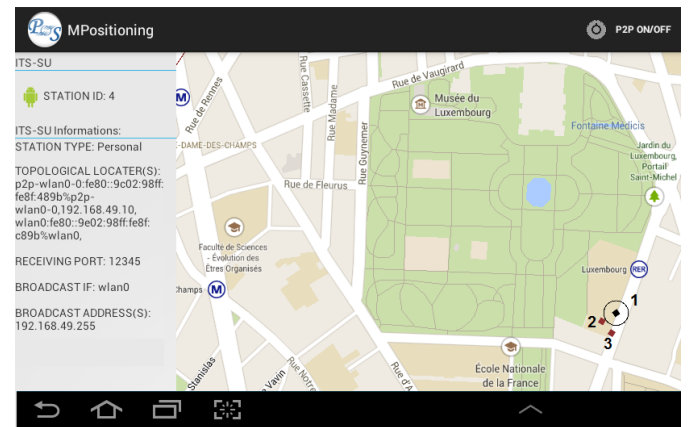 Pos MPositioning
P2P ON/OFF
ITS-SU
STATION ID: 4
ITS-SU Informations:
STATION TYPE: Personal
TOPOLOGICAL LOCATER(S):
p2p-wlan0-0:fe80::9c02:98ff:
fe8f:489b%p2p-
wlan0-0,192.168.49.10,
wlan0:fe80::9e02:98ff:fe8f:
c89b%wlan0,
RECEIVING PORT: 12345
BROADCAST IF: wlan0
BROADCAST ADDRESS(S):
192.168.49.255
M
Rue de Rennes
Rue Cassette
Rue Madame
Rue Guynemer
Rue de Vaugirard
Musée du
Luxembourg
Fontaine Médicis
Jardin du
Luxembourg,
Portail
Saint-Michel
E-DAME-DES-CHAMPS
Rue de Fleurus
Faculté de Sciences
- Évolution des
Êtres Organisés
Champs M
Luxembourg RER
1
2
3
École Nationale
de la France
Stanislas
Vavin
Rue Notre
Rue d'A